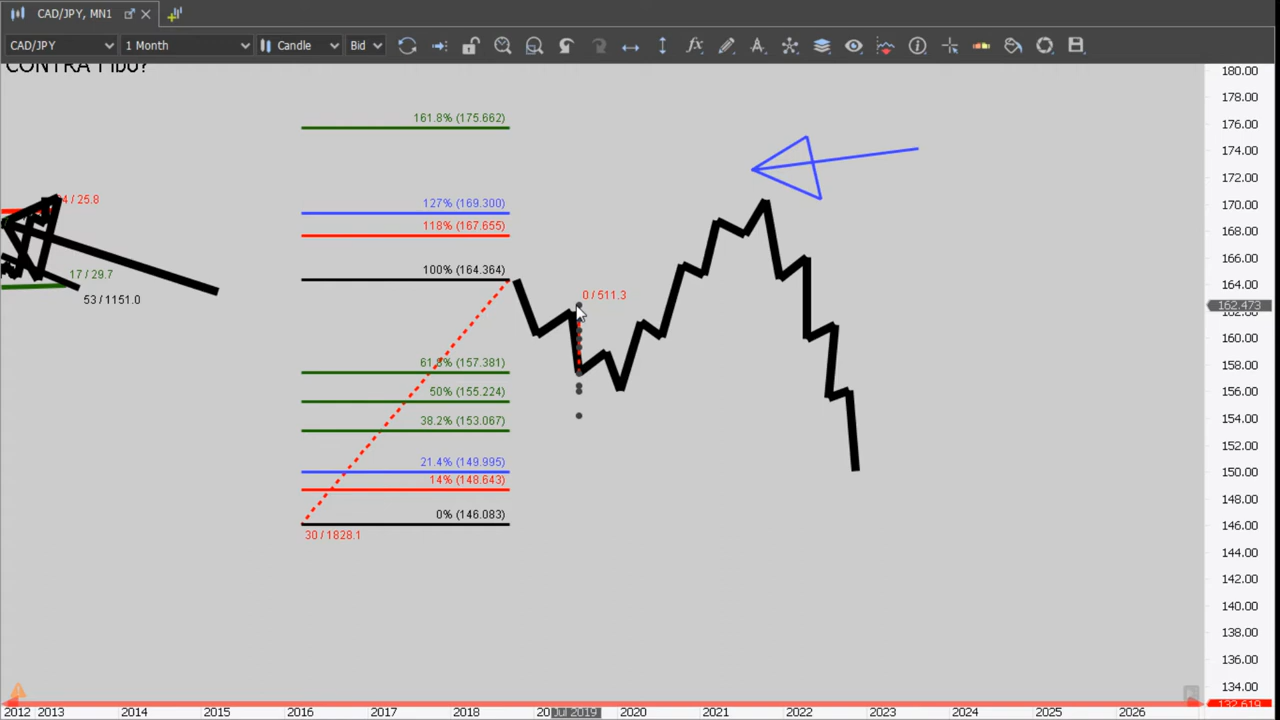 CAD/JPY, MN1
CAD/JPY
1 Month
Candle
Bid
CONTRA FIBO?
180.00
178.00
176.00
174.00
172.00
170.00
168.00
166.00
164.00
162.473
160.00
158.00
156.00
154.00
152.00
150.00
148.00
146.00
144.00
142.00
140.00
138.00
136.00
134.00
132.619
161.8% (175.662)
127% (169.300)
118% (167.655)
100% (164.364)
61.8% (157.381)
50% (155.224)
38.2% (153.067)
21.4% (149.995)
14% (148.643)
0% (146.083)
30 / 1828.1
0 / 511.3
4 / 25.8
17 / 29.7
53 / 1151.0
2012 2013 2014 2015 2016 2017 2018 20 Jul 2019 2020 2021 2022 2023 2024 2025 2026